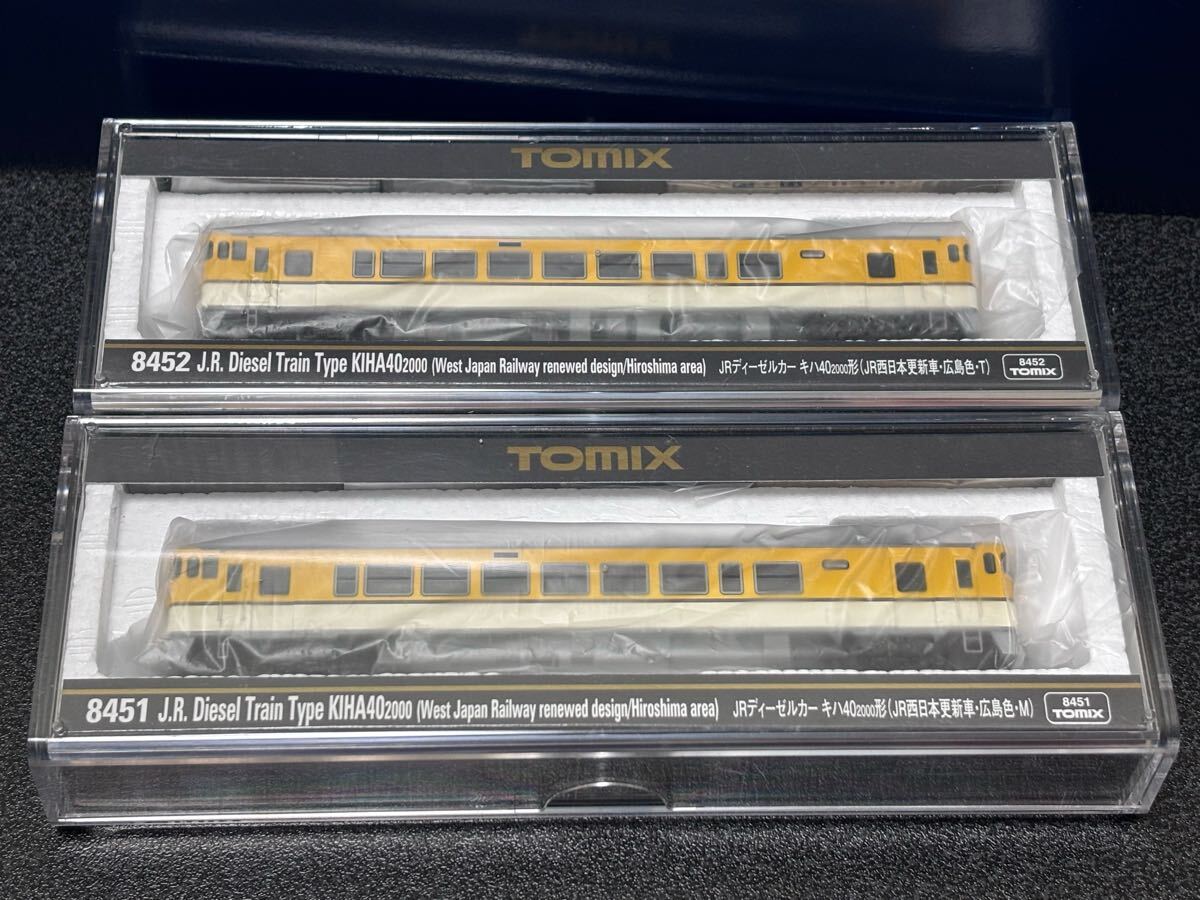 TOMIX
8452 J.R. Diesel Train Type KIHA402000 (West Japan Railway renewed design/Hiroshima area) JRディーゼルカー キハ402000形(JR西日本更新車・広島色・T) 8452
TOMIX
TOMIX
8451 J.R. Diesel Train Type KIHA402000 (West Japan Railway renewed design/Hiroshima area) JRディーゼルカー キハ402000形(JR西日本更新車・広島色・M) 8451
TOMIX